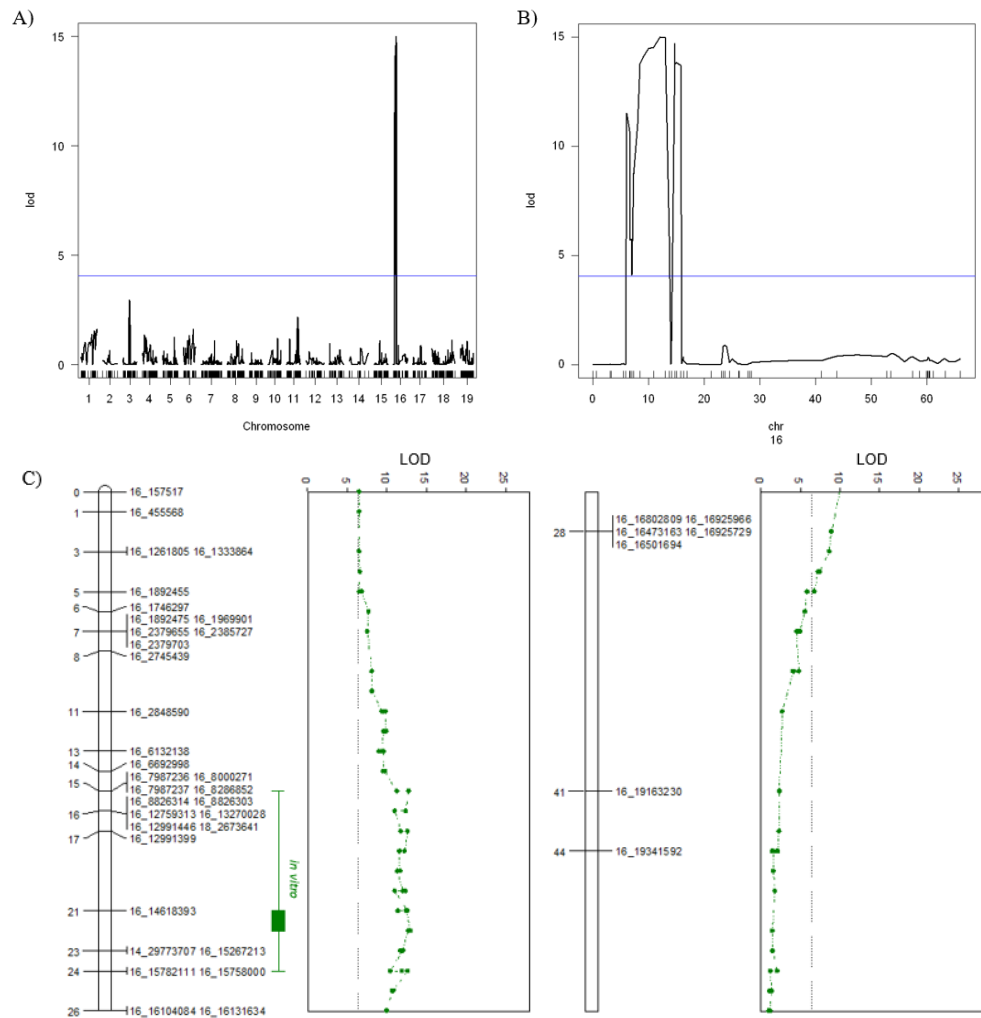 A)
15
10
5
0
lod
1 2 3 4 5 6 7 8 9 10 11 12 13 14 15 16 17 18 19
Chromosome
B)
15
10
5
0
lod
0 10 20 30 40 50 60
chr
16
C)
0 16_157517
1 16_455568
3 16_1261805 16_1333864
5 16_1892455
6 16_1746297
16_1892475 16_1969901
7 16_2379655 16_2385727
16_2379703
8 16_2745439
11 16_2848590
13 16_6132138
14 16_6692998
16_7987236 16_8000271
15 16_7987237 16_8286852
16_8826314 16_8826303
16 16_12759313 16_13270028
16_12991446 18_2673641
17 16_12991399
21 16_14618393
23 14_29773707 16_15267213
24 16_15782111 16_15758000
26 16_16104084 16_16131634
in vitro
LOD
0 5 10 15 20 25
16_16802809 16_16925966
28 16_16473163 16_16925729
16_16501694
41 16_19163230
44 16_19341592
LOD
0 5 10 15 20 25